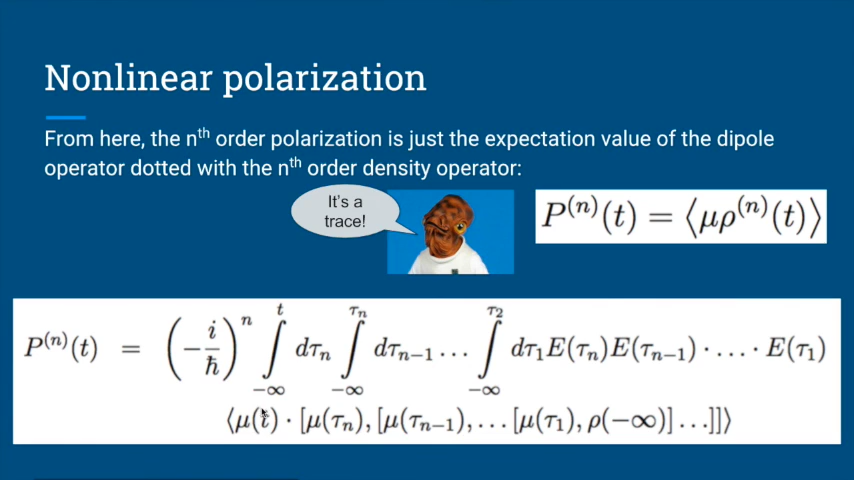 Nonlinear polarization
From here, the nᵗʰ order polarization is just the expectation value of the dipole
operator dotted with the nᵗʰ order density operator:
It's a
trace!
P⁽ⁿ⁾(t) = ⟨μρ⁽ⁿ⁾(t)⟩
P⁽ⁿ⁾(t) = (−i/ħ)ⁿ ∫_{−∞}^{t} dτₙ ∫_{−∞}^{τₙ} dτₙ₋₁ … ∫_{−∞}^{τ₂} dτ₁E(τₙ)E(τₙ₋₁) · … · E(τ₁)
⟨μ(t) · [μ(τₙ), [μ(τₙ₋₁), … [μ(τ₁), ρ(−∞)] …]]⟩